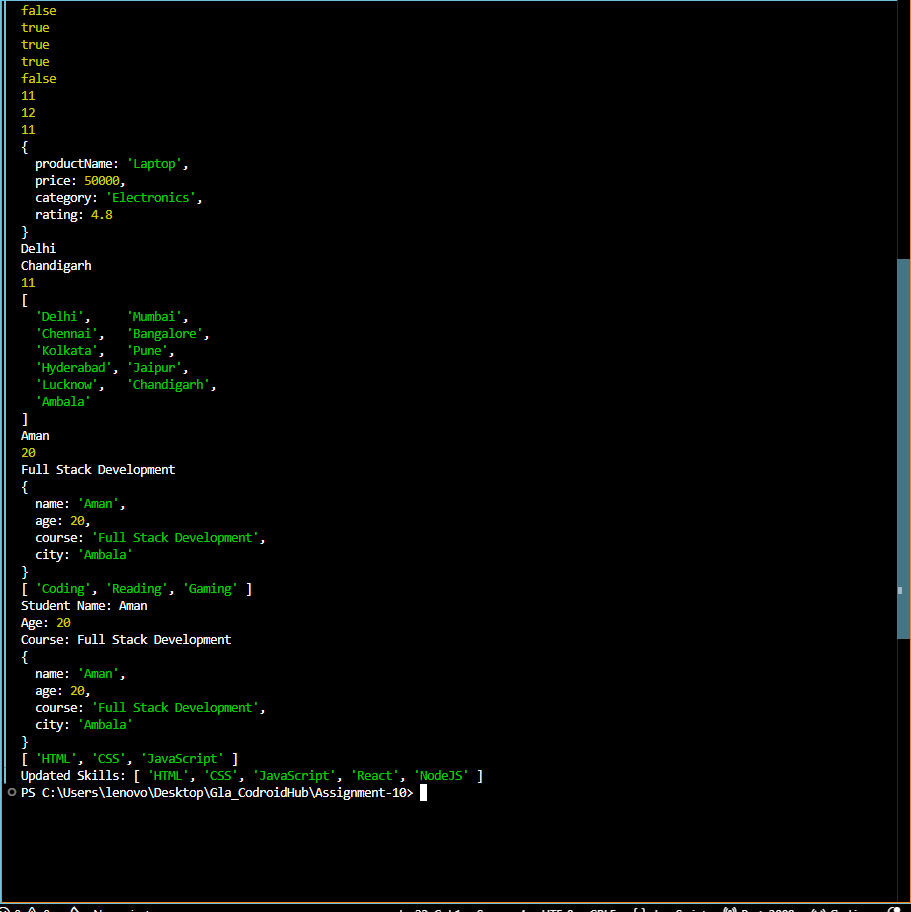 false
true
true
true
false
11
12
11
{
  productName: 'Laptop',
  price: 50000,
  category: 'Electronics',
  rating: 4.8
}
Delhi
Chandigarh
11
[
  'Delhi',     'Mumbai',
  'Chennai',   'Bangalore',
  'Kolkata',   'Pune',
  'Hyderabad', 'Jaipur',
  'Lucknow',   'Chandigarh',
  'Ambala'
]
Aman
20
Full Stack Development
{
  name: 'Aman',
  age: 20,
  course: 'Full Stack Development',
  city: 'Ambala'
}
[ 'Coding', 'Reading', 'Gaming' ]
Student Name: Aman
Age: 20
Course: Full Stack Development
{
  name: 'Aman',
  age: 20,
  course: 'Full Stack Development',
  city: 'Ambala'
}
[ 'HTML', 'CSS', 'JavaScript' ]
Updated Skills: [ 'HTML', 'CSS', 'JavaScript', 'React', 'NodeJS' ]
PS C:\Users\lenovo\Desktop\Gla_CodroidHub\Assignment-10>